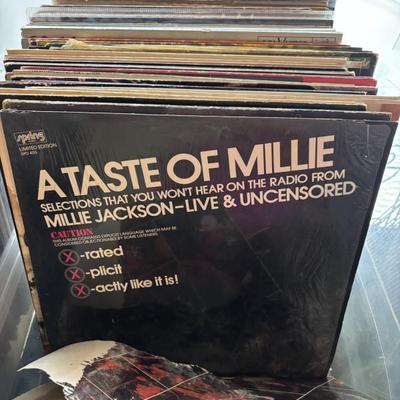 spring
LIMITED EDITION
A TASTE OF MILLIE
SELECTIONS THAT YOU WON'T HEAR ON THE RADIO FROM
MILLIE JACKSON–LIVE & UNCENSORED
CAUTION
THIS ALBUM CONTAINS EXPLICIT LANGUAGE WHICH MAY BE
CONSIDERED OBJECTIONABLE BY SOME LISTENERS
X-rated
X-plicit
X-actly like it is!